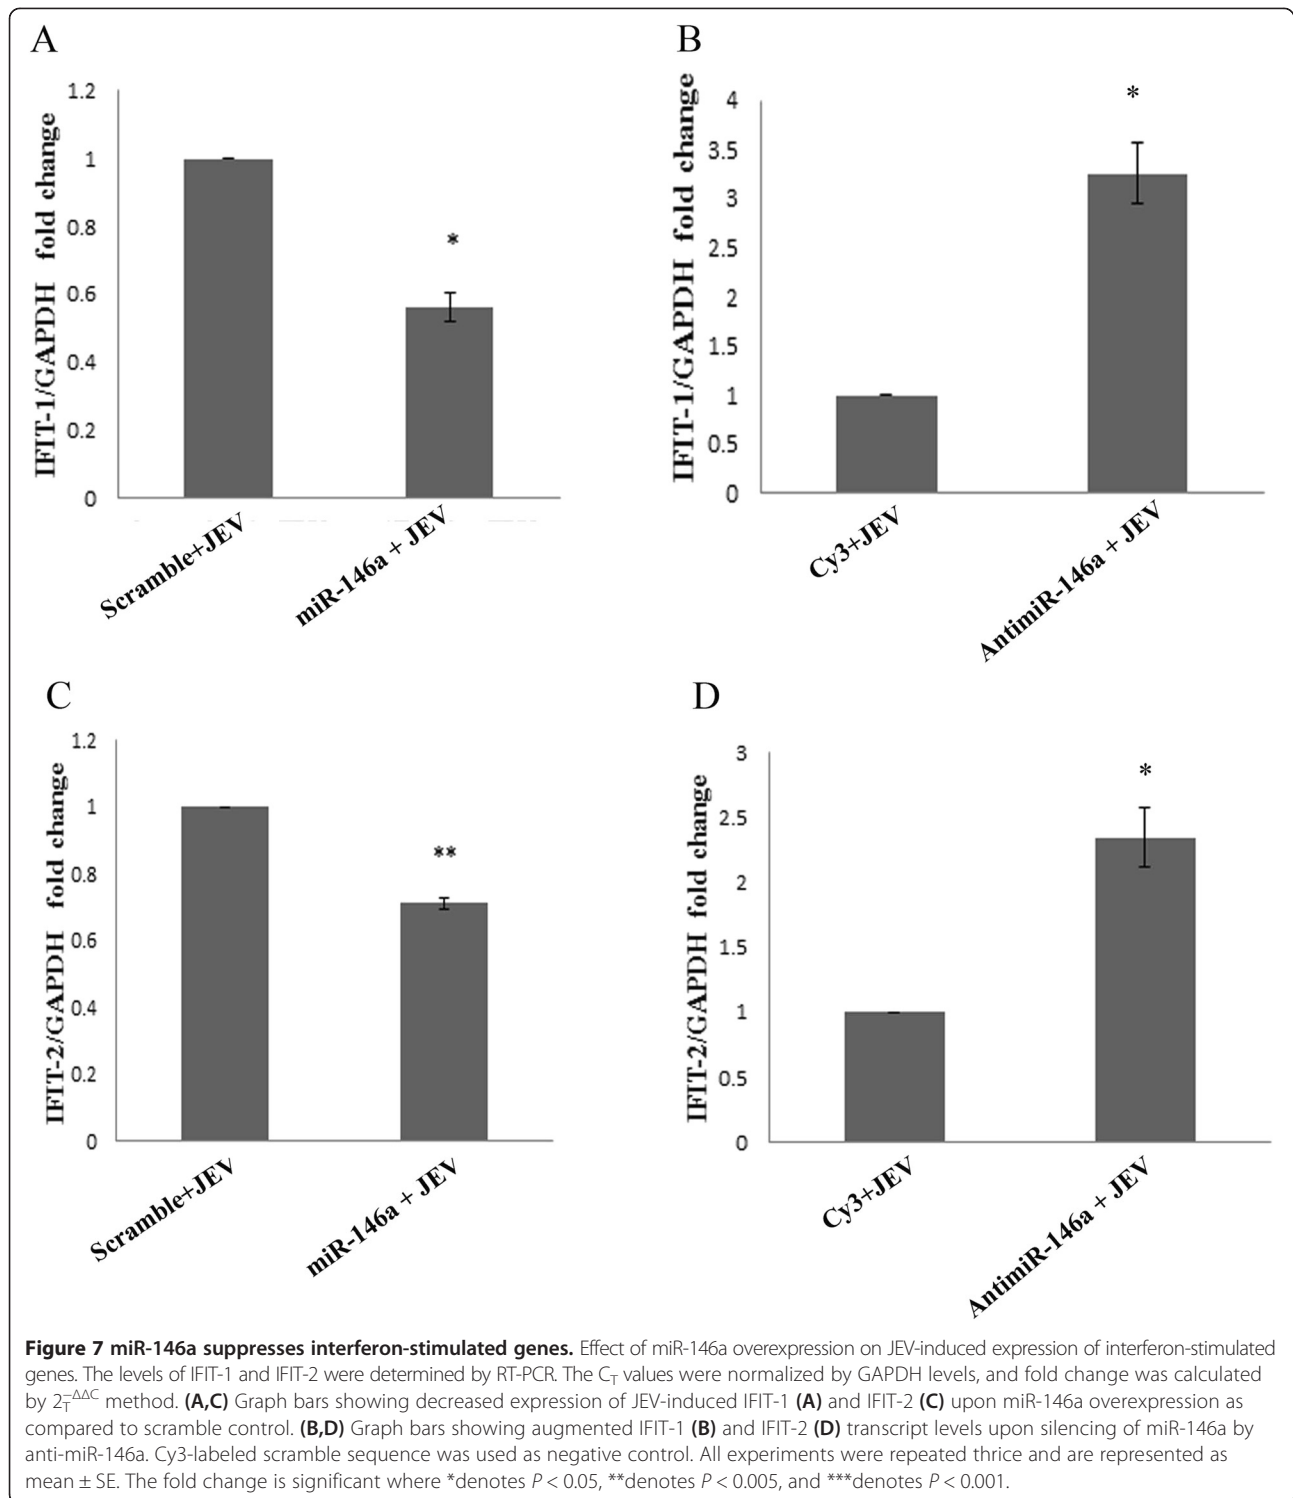 A
IFIT-1/GAPDH fold change
1.2
1
0.8
0.6
0.4
0.2
0
*
Scramble+JEV
miR-146a + JEV
B
IFIT-1/GAPDH fold change
4
3.5
3
2.5
2
1.5
1
0.5
0
*
Cy3+JEV
AntimiR-146a + JEV
C
IFIT-2/GAPDH fold change
1.2
1
0.8
0.6
0.4
0.2
0
**
Scramble+JEV
miR-146a + JEV
D
IFIT-2/GAPDH fold change
3
2.5
2
1.5
1
0.5
0
*
Cy3+JEV
AntimiR-146a + JEV
Figure 7 miR-146a suppresses interferon-stimulated genes. Effect of miR-146a overexpression on JEV-induced expression of interferon-stimulated
genes. The levels of IFIT-1 and IFIT-2 were determined by RT-PCR. The CT values were normalized by GAPDH levels, and fold change was calculated
by 2T−ΔΔC method. (A,C) Graph bars showing decreased expression of JEV-induced IFIT-1 (A) and IFIT-2 (C) upon miR-146a overexpression as
compared to scramble control. (B,D) Graph bars showing augmented IFIT-1 (B) and IFIT-2 (D) transcript levels upon silencing of miR-146a by
anti-miR-146a. Cy3-labeled scramble sequence was used as negative control. All experiments were repeated thrice and are represented as
mean ± SE. The fold change is significant where *denotes P < 0.05, **denotes P < 0.005, and ***denotes P < 0.001.